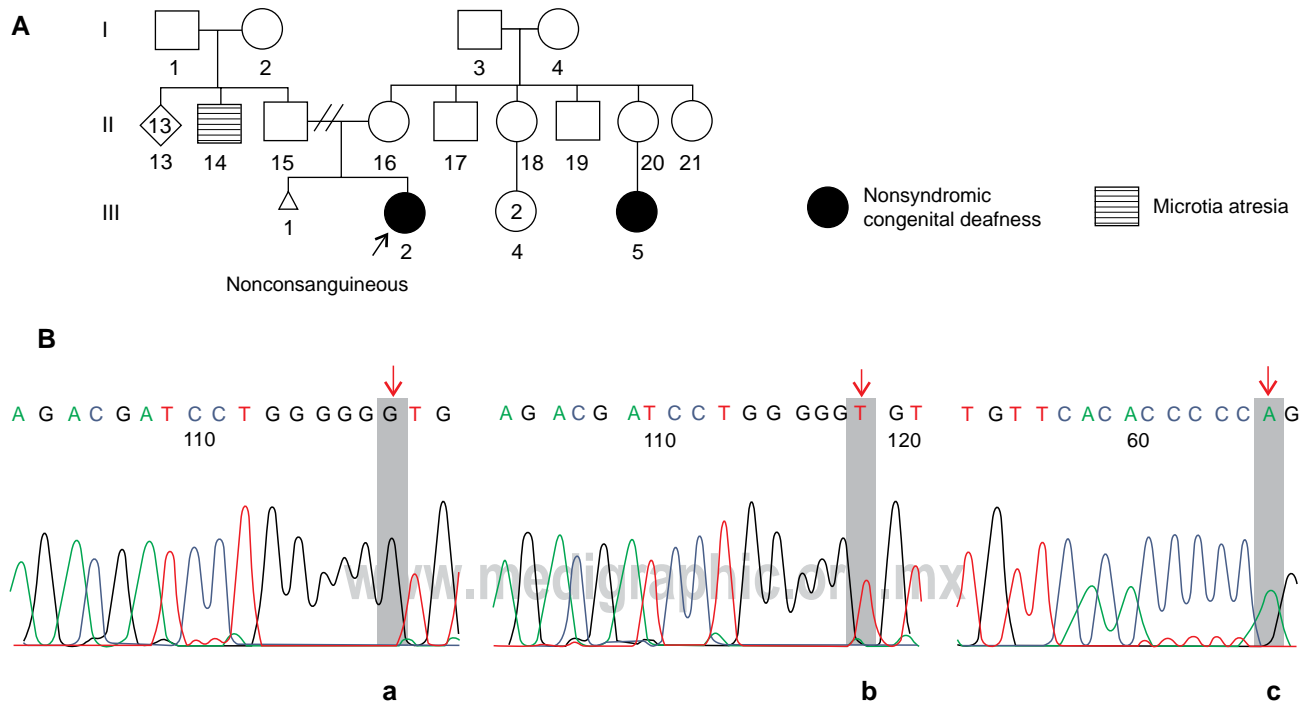 A
I
1 2 3 4
II
13
13 14 15 16 17 18 19 20 21
III
2
1 2 4 5
Nonconsanguineous
Nonsyndromic
congenital deafness
Microtia atresia
B
A G A C G A T C C T G G G G G G T G
110
A G A C G A T C C T G G G G G T G T
110 120
T G T T C A C A C C C C C A G
60
www.medigraphic.org.mx
a b c